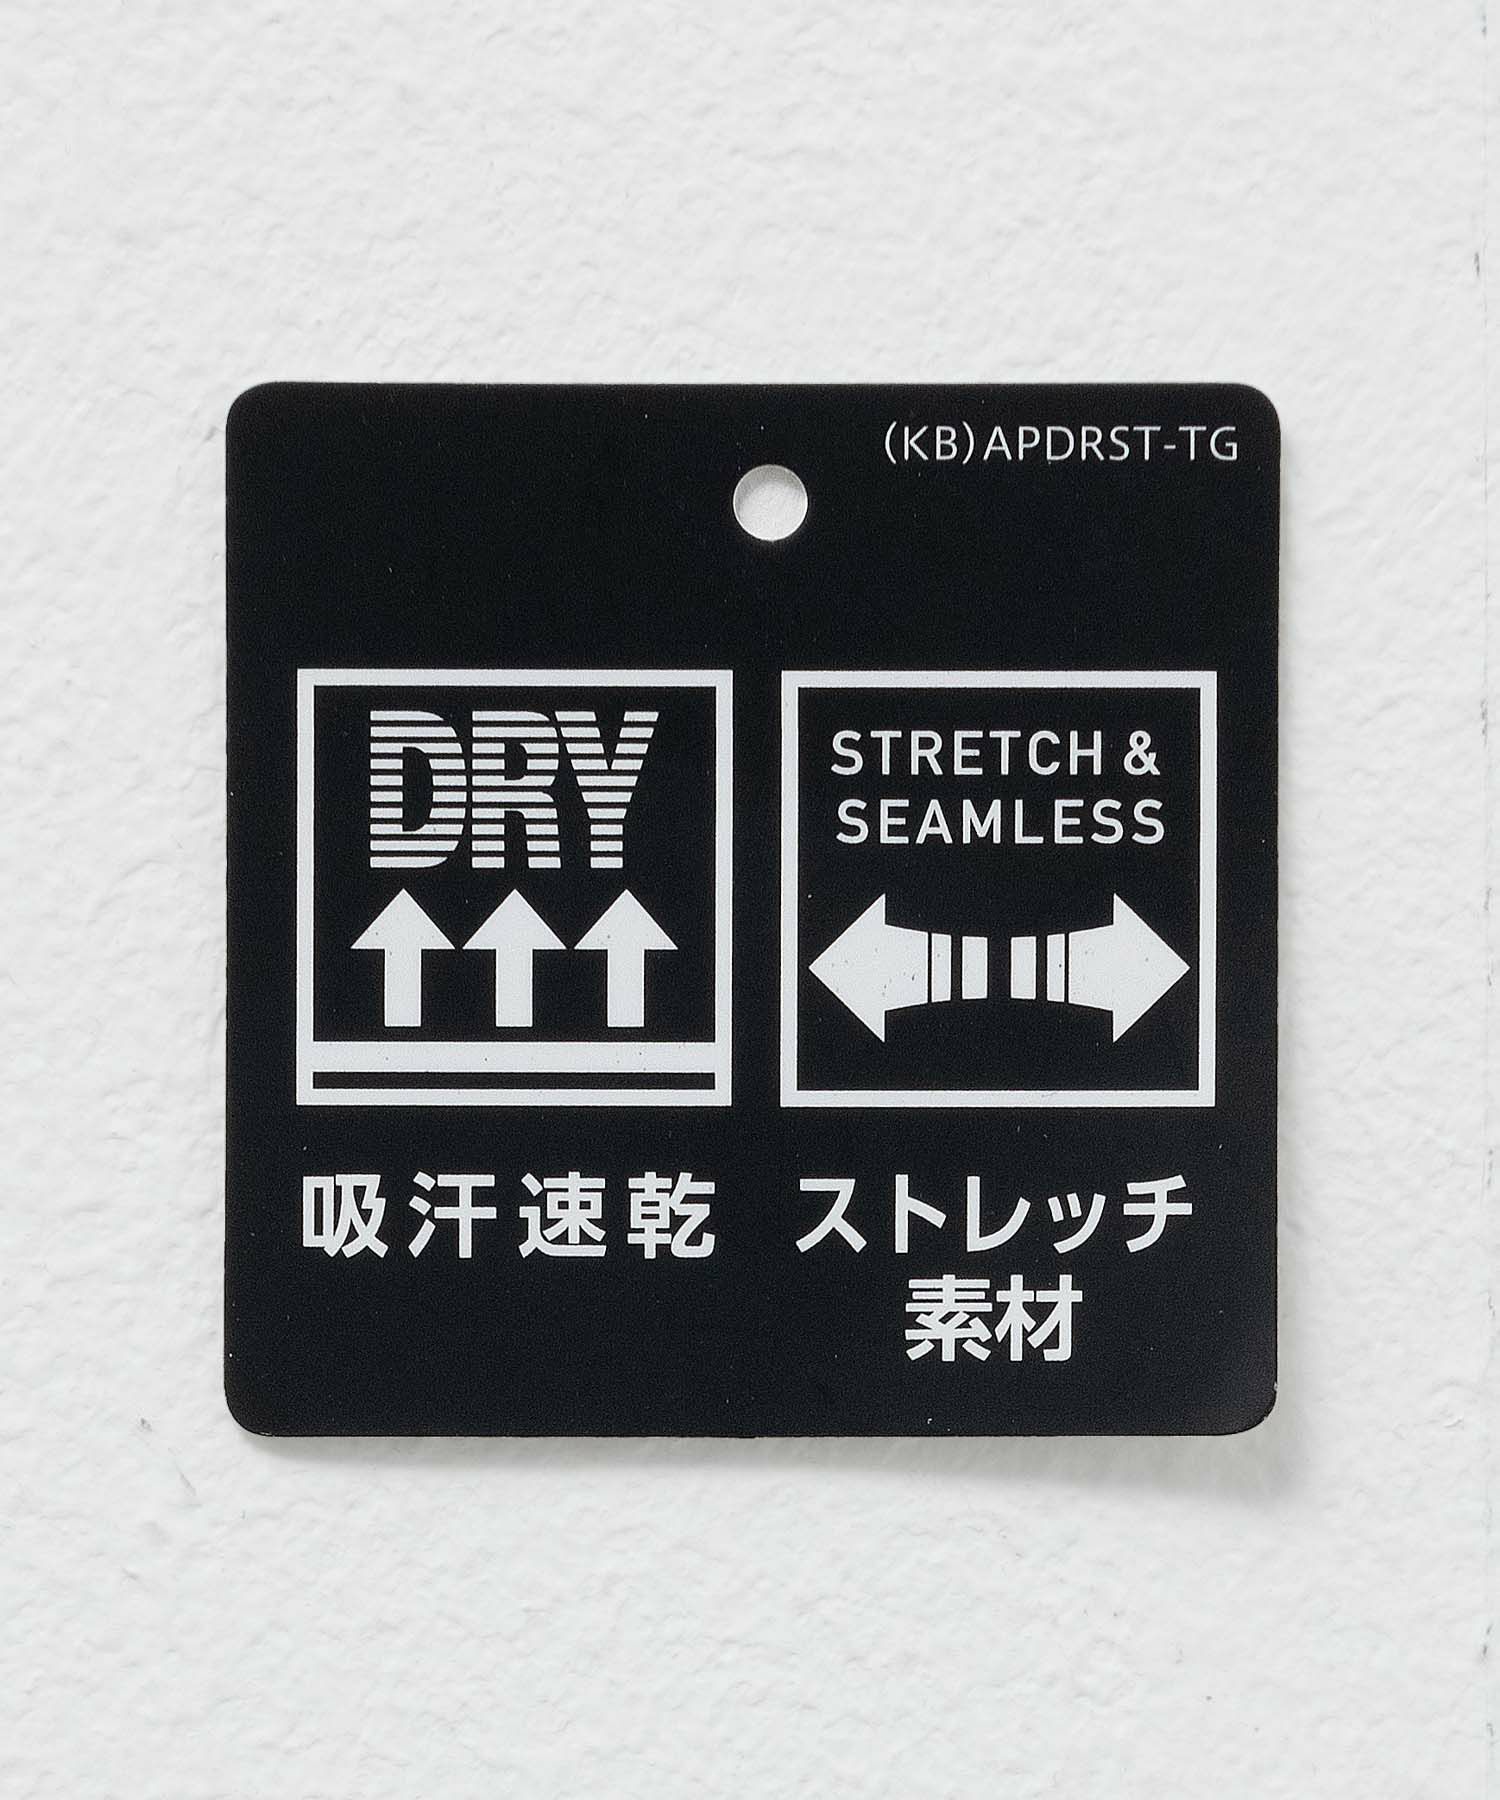 (KB)APDRST-TG
DRY
STRETCH &
SEAMLESS
吸汗速乾
ストレッチ
素材